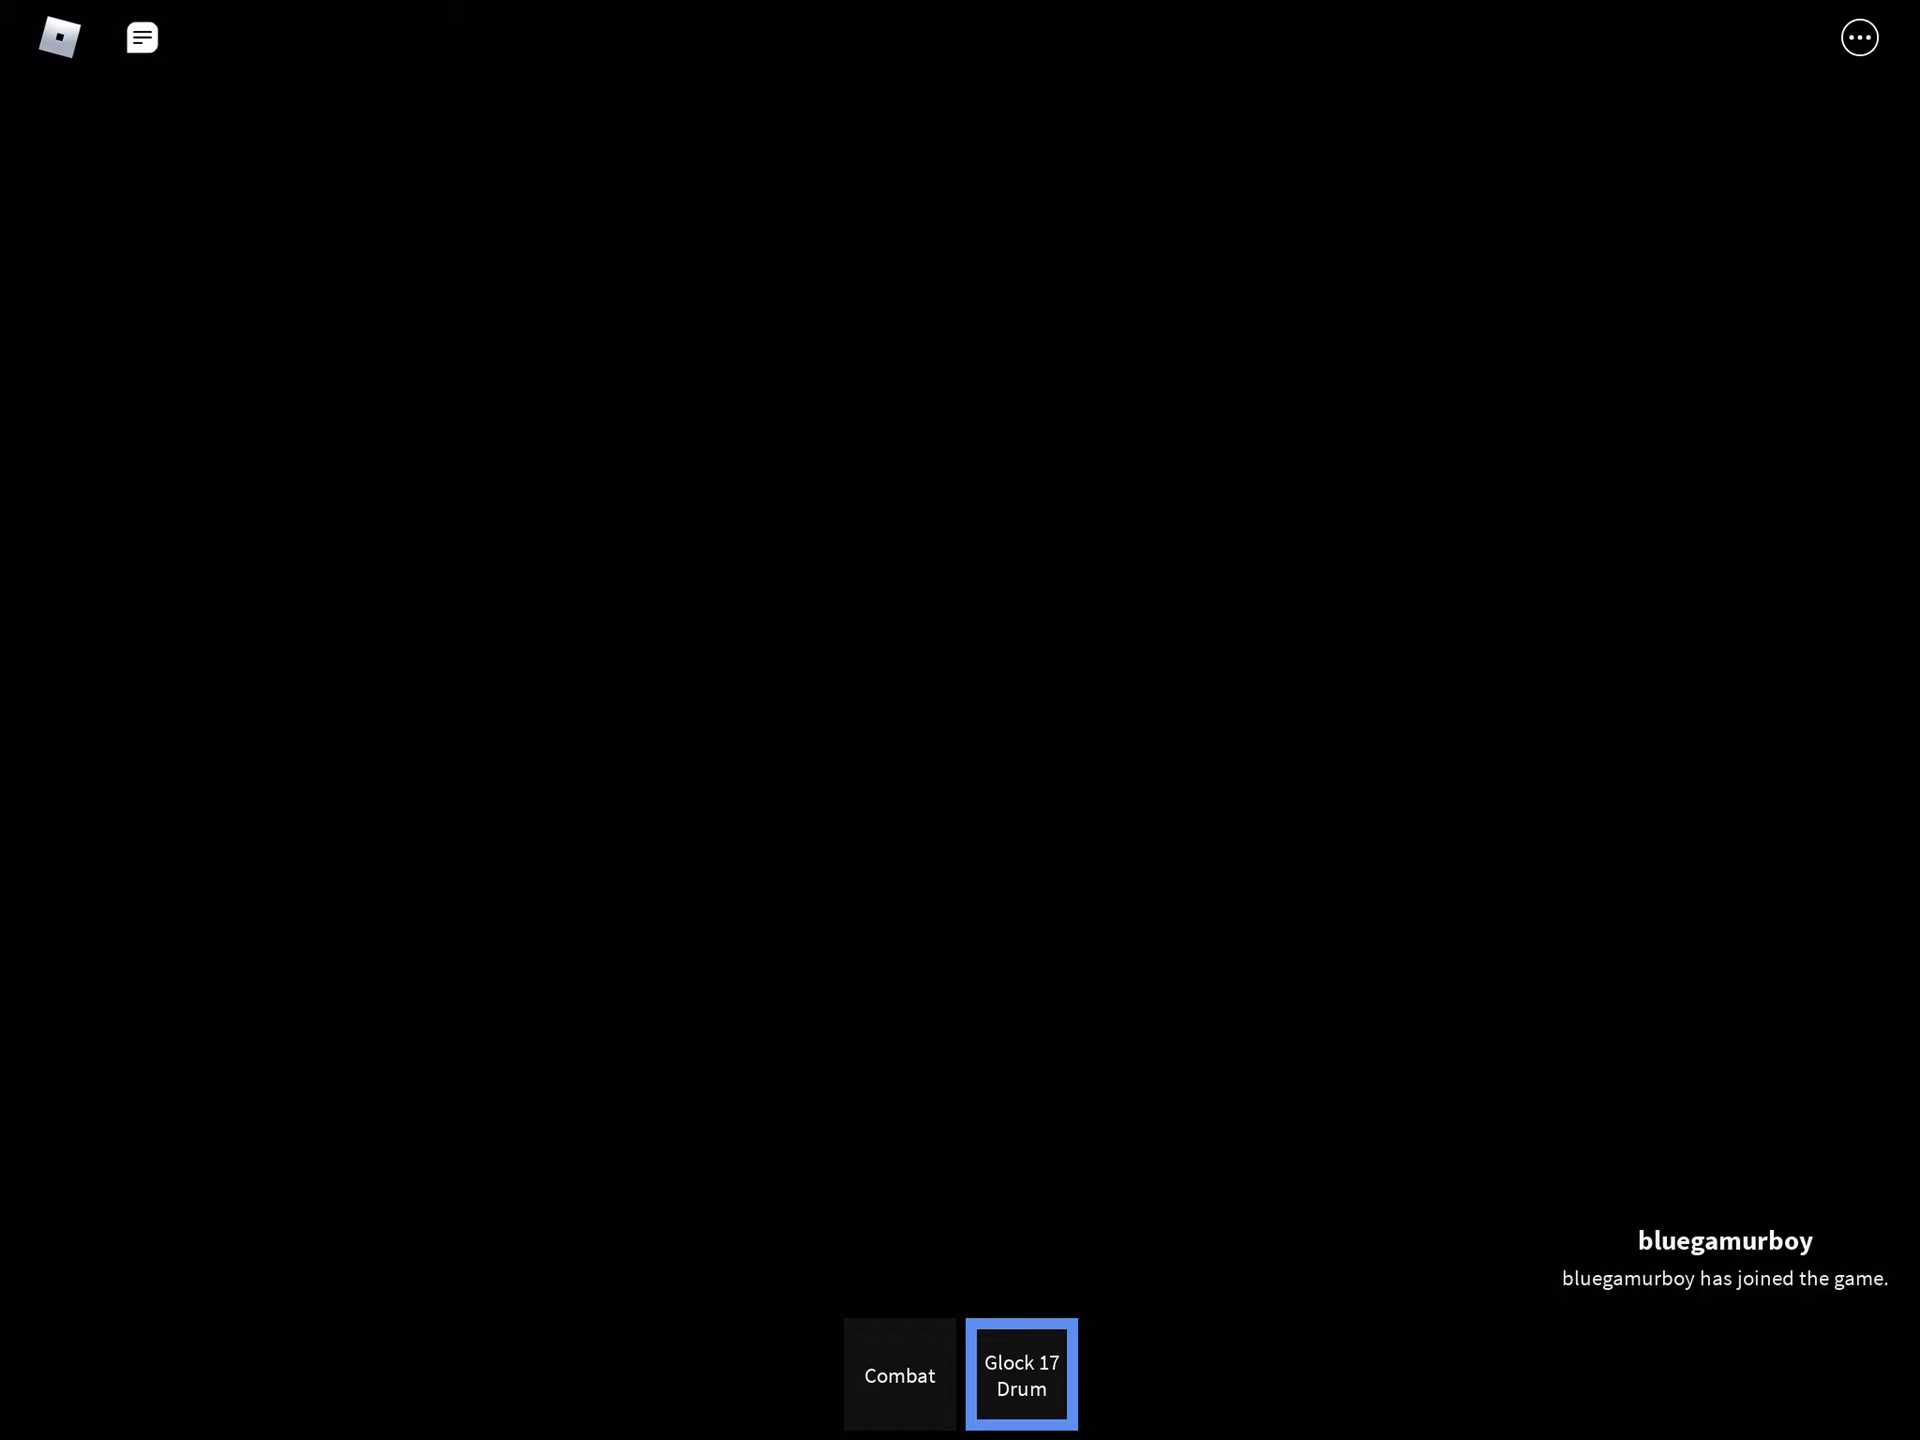 bluegamurboy
bluegamurboy has joined the game.
Combat
Glock 17
Drum